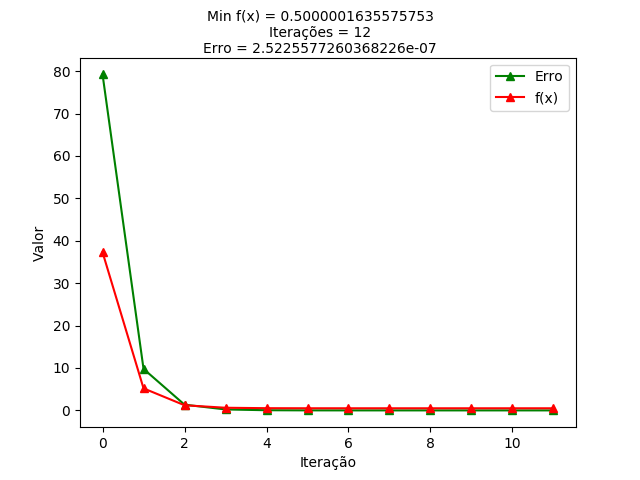 Min f(x) = 0.5000001635575753
Iterações = 12
Erro = 2.5225577260368226e-07
Erro
f(x)
80
70
60
50
40
30
20
10
0
Valor
0 2 4 6 8 10
Iteração